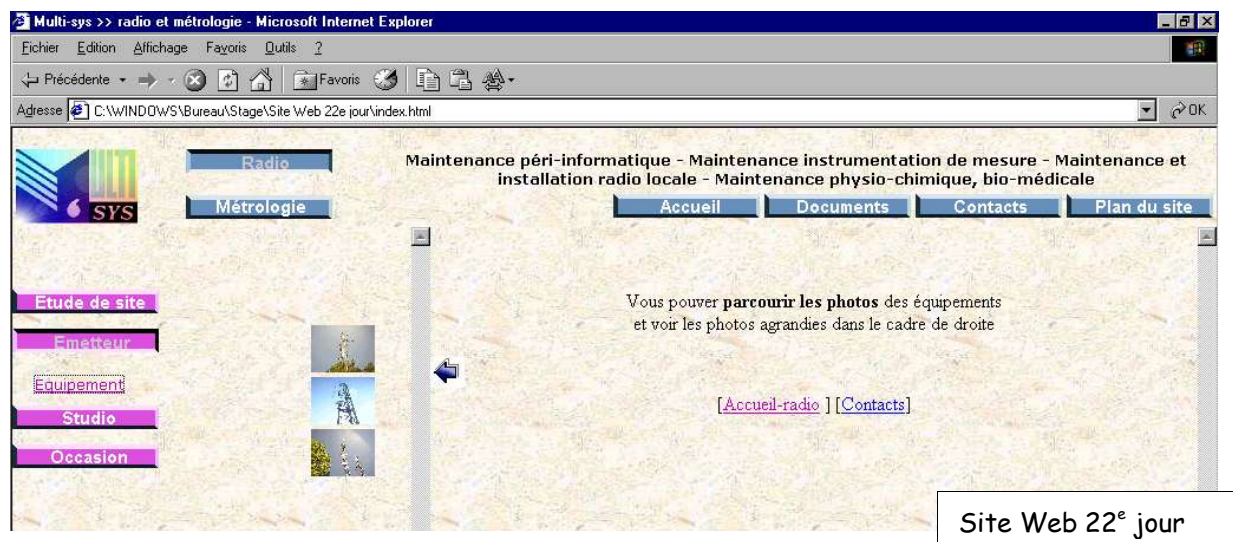 Multi-sys >> radio et métrologie - Microsoft Internet Explorer
Fichier Edition Affichage Favoris Outils ?
Précédente Favoris
Adresse C:\WINDOWS\Bureau\Stage\Site Web 22e jour\index.html OK
MULTI
SYS
Radio
Métrologie
Maintenance péri-informatique - Maintenance instrumentation de mesure - Maintenance et
installation radio locale - Maintenance physio-chimique, bio-médicale
Accueil Documents Contacts Plan du site
Etude de site
Emetteur
Equipement
Studio
Occasion
Vous pouver parcourir les photos des équipements
et voir les photos agrandies dans le cadre de droite
[Accueil-radio ] [Contacts]
Site Web 22e jour